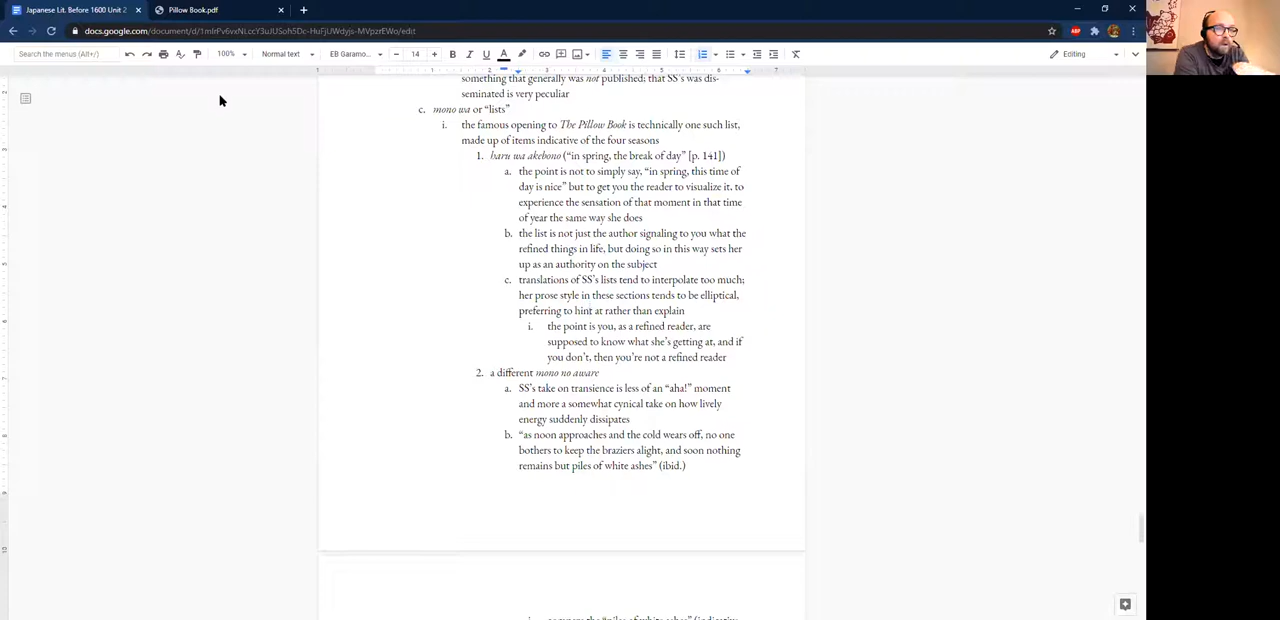 Japanese Lit. Before 1600 Unit 2
Pillow Book.pdf
Search the menus (Alt+/)
100%
Normal text
EB Garamo...
14
Editing
something that generally was not published; that SS's was dis-
seminated is very peculiar
c. mono wa or "lists"
i. the famous opening to The Pillow Book is technically one such list,
made up of items indicative of the four seasons
1. haru wa akebono ("in spring, the break of day" [p. 141])
a. the point is not to simply say, "in spring, this time of
day is nice" but to get you the reader to visualize it, to
experience the sensation of that moment in that time
of year the same way she does
b. the list is not just the author signaling to you what the
refined things in life, but doing so in this way sets her
up as an authority on the subject
c. translations of SS's lists tend to interpolate too much;
her prose style in these sections tends to be elliptical,
preferring to hint at rather than explain
i. the point is you, as a refined reader, are
supposed to know what she's getting at, and if
you don't, then you're not a refined reader
2. a different mono no aware
a. SS's take on transience is less of an "aha!" moment
and more a somewhat cynical take on how lively
energy suddenly dissipates
b. "as noon approaches and the cold wears off, no one
bothers to keep the braziers alight, and soon nothing
remains but piles of white ashes" (ibid.)